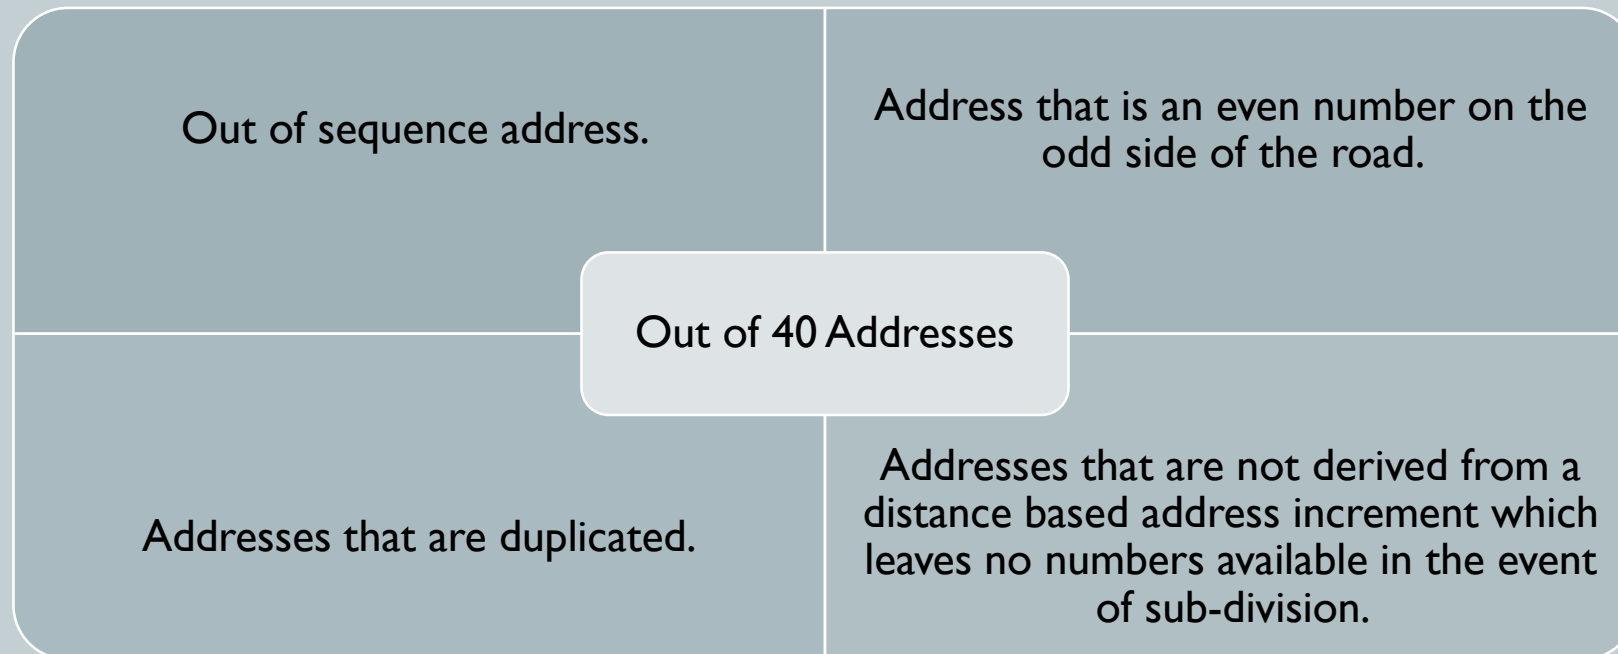 Out of sequence address.
Address that is an even number on the
odd side of the road.
Out of 40 Addresses
Addresses that are duplicated.
Addresses that are not derived from a
distance based address increment which
leaves no numbers available in the event
of sub-division.